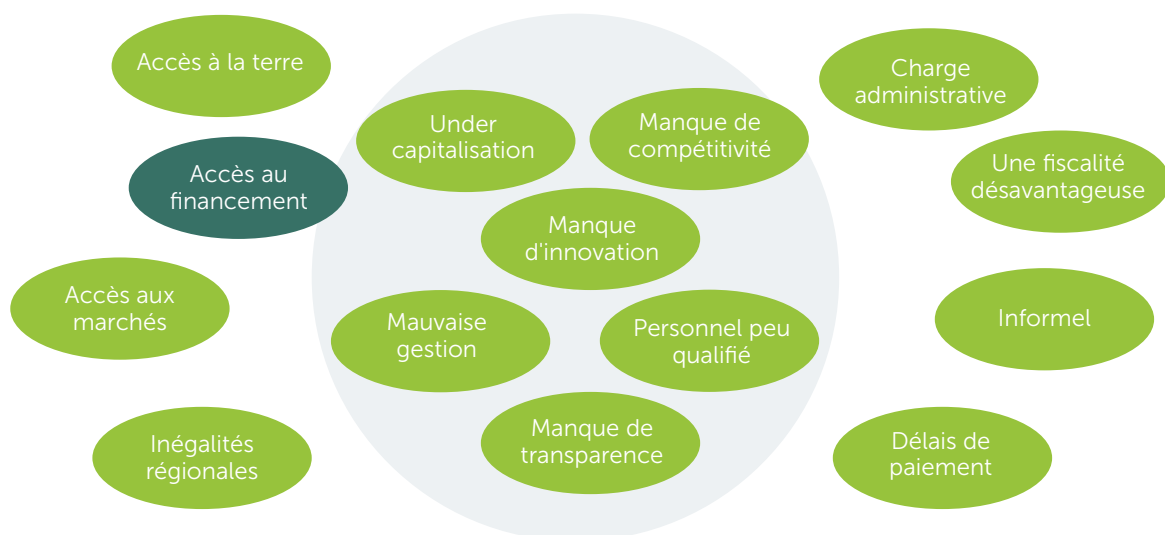 Accès à la terre
Charge
administrative
Under
capitalisation
Manque de
compétitivité
Accès au
financement
Une fiscalité
désavantageuse
Manque
d'innovation
Accès aux
marchés
Mauvaise
gestion
Personnel peu
qualifié
Informel
Inégalités
régionales
Manque de
transparence
Délais de
paiement